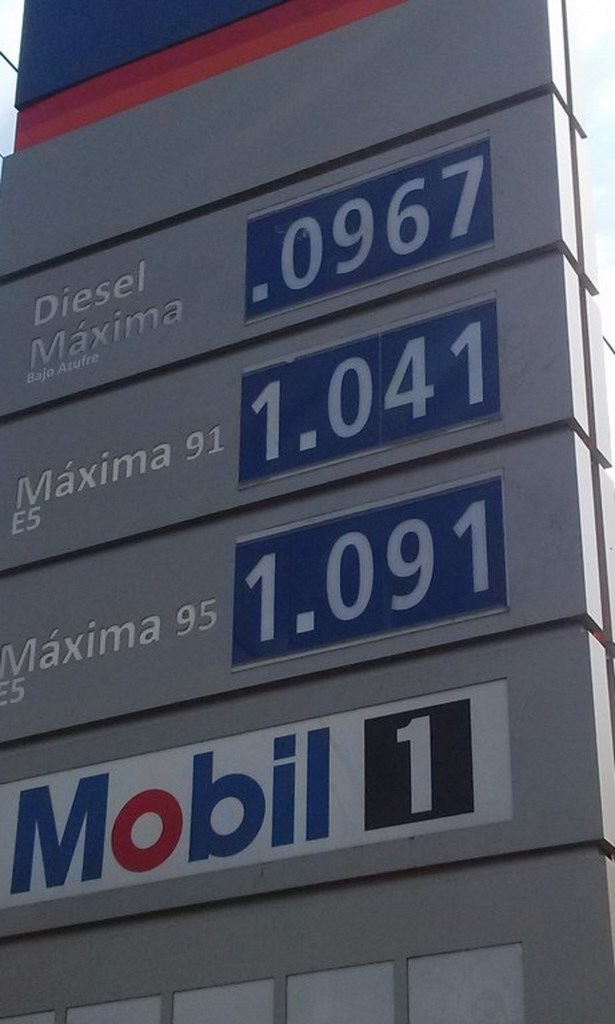 Diesel
Máxima
Bajo Azufre
.0967
Máxima 91
E5
1.041
Máxima 95
E5
1.091
Mobil 1